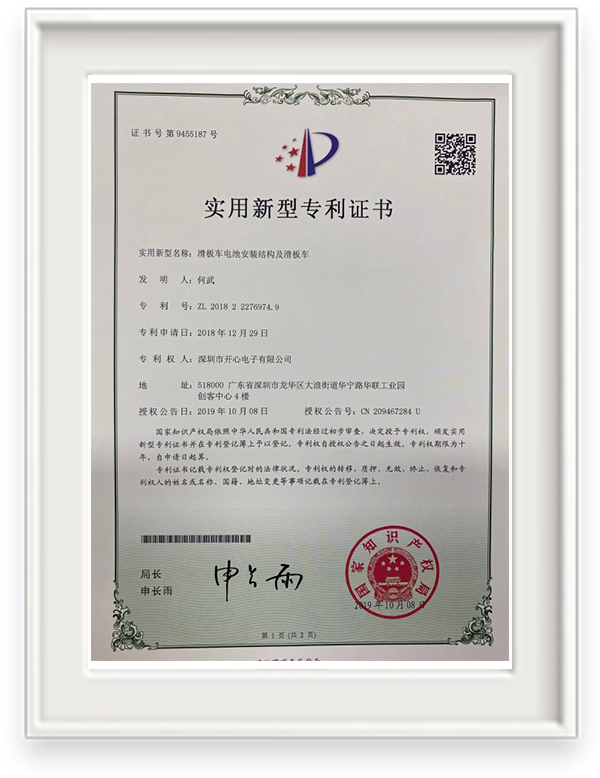 证书号第9455187号
实用新型专利证书
实用新型名称：滑板车电池安装结构及滑板车
发 明 人：何武
专 利 号：ZL 2018 2 2276974.9
专利申请日：2018年12月29日
专 利 权 人：深圳市开心电子有限公司
地 址：518000 广东省深圳市龙华区大浪街道华宁路华联工业园
创客中心4楼
授权公告日：2019年10月08日 授权公告号：CN 209467284 U
国家知识产权局依照中华人民共和国专利法经过初步审查，决定授予专利权，颁发实用
新型专利证书并在专利登记簿上予以登记。专利权自授权公告之日起生效。专利权期限为十
年，自申请日起算。
专利证书记载专利权登记时的法律状况。专利权的转移、质押、无效、终止、恢复和专
利权人的姓名或名称、国籍、地址变更等事项记载在专利登记簿上。
局长
申长雨
申长雨
国家知识产权局
2019年10月08日
第 1 页 (共 2 页)